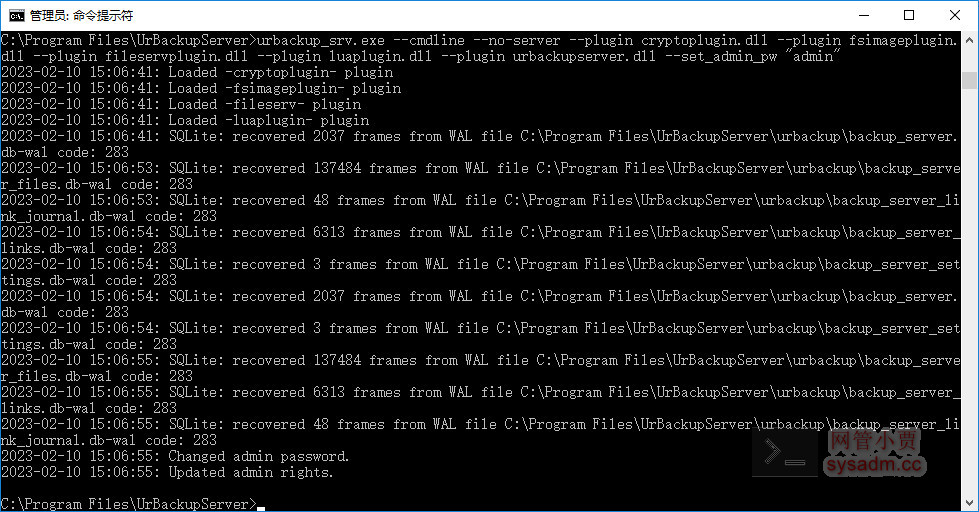 管理员: 命令提示符
C:\Program Files\UrBackupServer>urbackup_srv.exe --cmdline --no-server --plugin cryptoplugin.dll --plugin fsimageplugin.
dll --plugin fileservplugin.dll --plugin luaplugin.dll --plugin urbackupserver.dll --set_admin_pw "admin"
2023-02-10 15:06:41: Loaded -cryptoplugin- plugin
2023-02-10 15:06:41: Loaded -fsimageplugin- plugin
2023-02-10 15:06:41: Loaded -fileserv- plugin
2023-02-10 15:06:41: Loaded -luaplugin- plugin
2023-02-10 15:06:41: SQLite: recovered 2037 frames from WAL file C:\Program Files\UrBackupServer\urbackup\backup_server.
db-wal code: 283
2023-02-10 15:06:53: SQLite: recovered 137484 frames from WAL file C:\Program Files\UrBackupServer\urbackup\backup_serve
r_files.db-wal code: 283
2023-02-10 15:06:53: SQLite: recovered 48 frames from WAL file C:\Program Files\UrBackupServer\urbackup\backup_server_li
nk_journal.db-wal code: 283
2023-02-10 15:06:54: SQLite: recovered 6313 frames from WAL file C:\Program Files\UrBackupServer\urbackup\backup_server_
links.db-wal code: 283
2023-02-10 15:06:54: SQLite: recovered 3 frames from WAL file C:\Program Files\UrBackupServer\urbackup\backup_server_set
tings.db-wal code: 283
2023-02-10 15:06:54: SQLite: recovered 2037 frames from WAL file C:\Program Files\UrBackupServer\urbackup\backup_server.
db-wal code: 283
2023-02-10 15:06:54: SQLite: recovered 3 frames from WAL file C:\Program Files\UrBackupServer\urbackup\backup_server_set
tings.db-wal code: 283
2023-02-10 15:06:55: SQLite: recovered 137484 frames from WAL file C:\Program Files\UrBackupServer\urbackup\backup_serve
r_files.db-wal code: 283
2023-02-10 15:06:55: SQLite: recovered 6313 frames from WAL file C:\Program Files\UrBackupServer\urbackup\backup_server_
links.db-wal code: 283
2023-02-10 15:06:55: SQLite: recovered 48 frames from WAL file C:\Program Files\UrBackupServer\urbackup\backup_server_li
nk_journal.db-wal code: 283
2023-02-10 15:06:55: Changed admin password.
2023-02-10 15:06:55: Updated admin rights.
C:\Program Files\UrBackupServer>
网管小贾
sysadm.cc